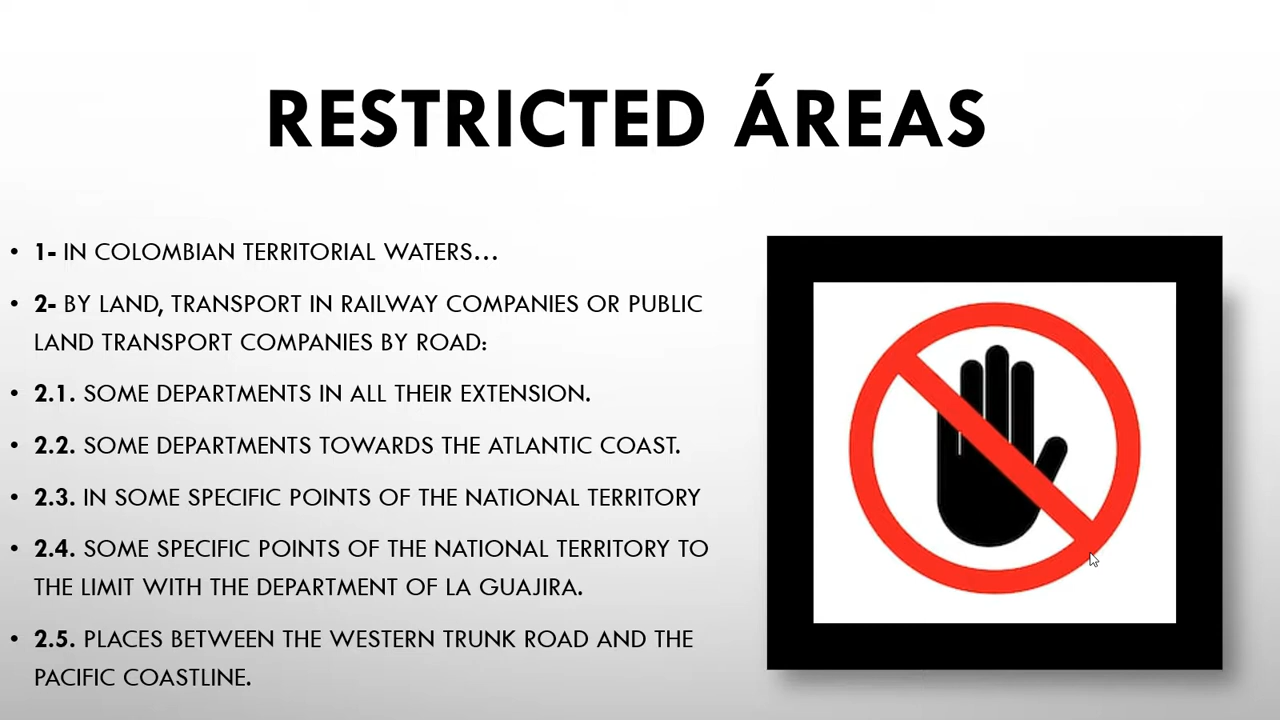 RESTRICTED ÁREAS
• 1- IN COLOMBIAN TERRITORIAL WATERS...
• 2- BY LAND, TRANSPORT IN RAILWAY COMPANIES OR PUBLIC
LAND TRANSPORT COMPANIES BY ROAD:
• 2.1. SOME DEPARTMENTS IN ALL THEIR EXTENSION.
• 2.2. SOME DEPARTMENTS TOWARDS THE ATLANTIC COAST.
• 2.3. IN SOME SPECIFIC POINTS OF THE NATIONAL TERRITORY
• 2.4. SOME SPECIFIC POINTS OF THE NATIONAL TERRITORY TO
THE LIMIT WITH THE DEPARTMENT OF LA GUAJIRA.
• 2.5. PLACES BETWEEN THE WESTERN TRUNK ROAD AND THE
PACIFIC COASTLINE.